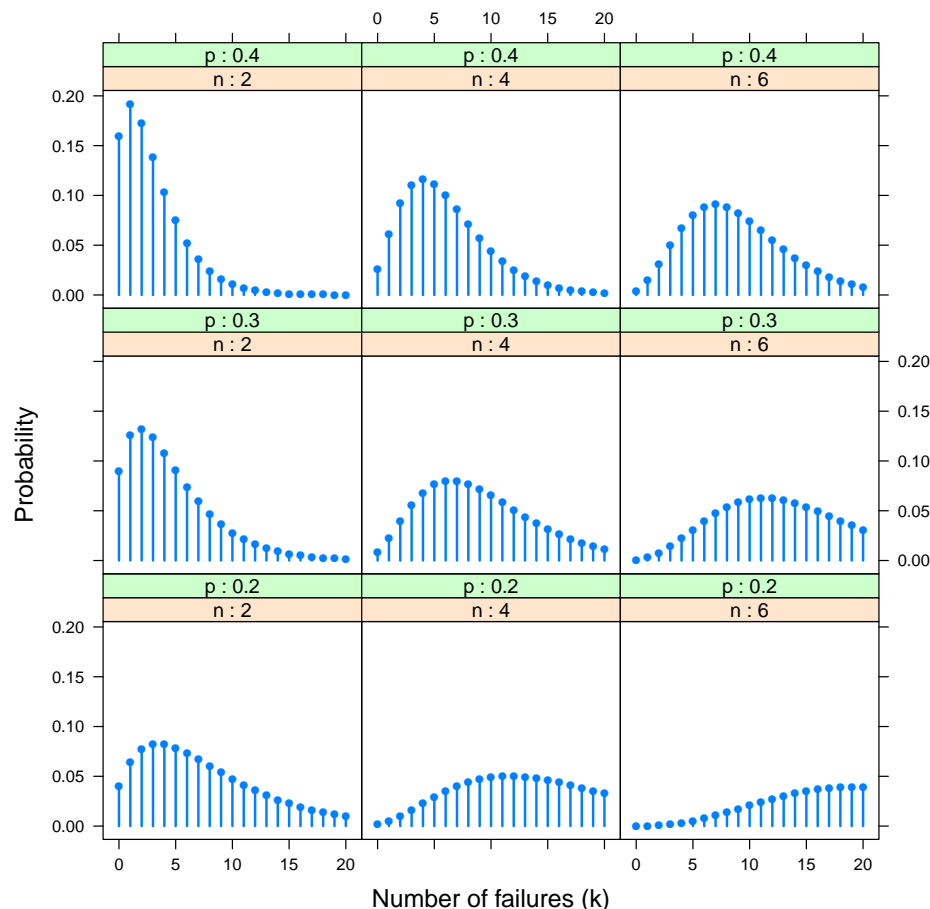 0 5 10 15 20
p : 0.4 p : 0.4 p : 0.4
n : 2 n : 4 n : 6
0.20
0.15
0.10
0.05
0.00
p : 0.3 p : 0.3 p : 0.3
n : 2 n : 4 n : 6
0.20
0.15
0.10
0.05
0.00
Probability
p : 0.2 p : 0.2 p : 0.2
n : 2 n : 4 n : 6
0.20
0.15
0.10
0.05
0.00
0 5 10 15 20 0 5 10 15 20
Number of failures (k)